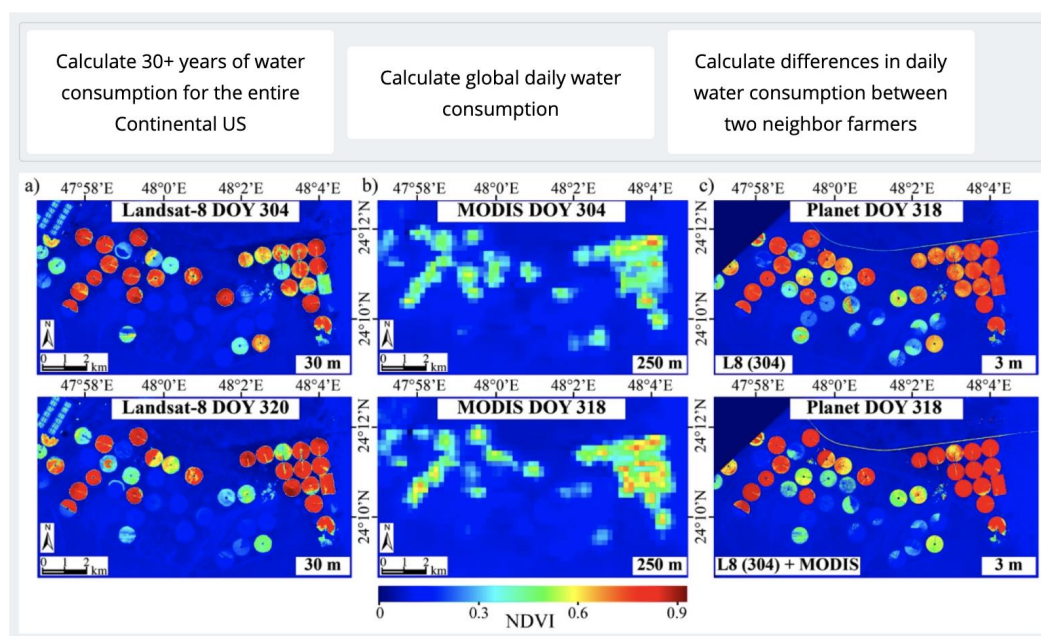 Calculate 30+ years of water
consumption for the entire
Continental US
Calculate global daily water
consumption
Calculate differences in daily
water consumption between
two neighbor farmers
a) 47°58’E 48°0’E 48°2’E 48°4’E b) 47°58’E 48°0’E 48°2’E 48°4’E c) 47°58’E 48°0’E 48°2’E 48°4’E
Landsat-8 DOY 304 MODIS DOY 304 Planet DOY 318
24°12’N 24°12’N
24°10’N 24°10’N
N N
0 1 2 km 30 m 0 1 2 km 250 m L8 (304) 3 m
47°58’E 48°0’E 48°2’E 48°4’E 47°58’E 48°0’E 48°2’E 48°4’E 47°58’E 48°0’E 48°2’E 48°4’E
Landsat-8 DOY 320 MODIS DOY 318 Planet DOY 318
24°12’N 24°12’N
24°10’N 24°10’N
N N
0 1 2 km 30 m 0 1 2 km 250 m L8 (304) + MODIS 3 m
0 0.3 0.6 0.9
NDVI